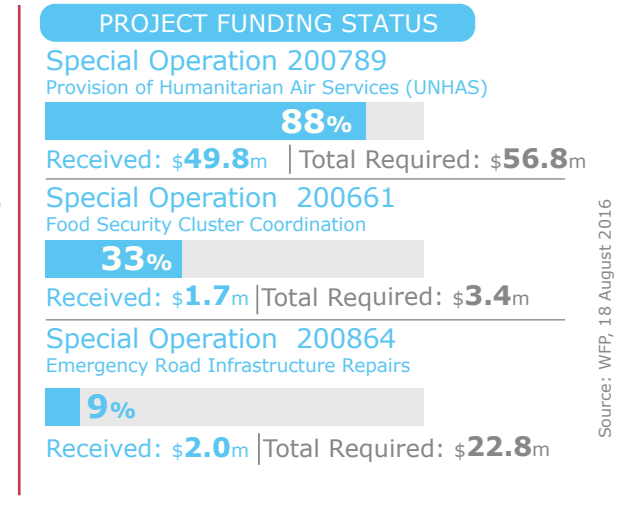 PROJECT FUNDING STATUS
Special Operation 200789
Provision of Humanitarian Air Services (UNHAS)
88%
Received: $49.8m | Total Required: $56.8m
Special Operation 200661
Food Security Cluster Coordination
33%
Received: $1.7m |Total Required: $3.4m
Special Operation 200864
Emergency Road Infrastructure Repairs
9%
Received: $2.0m |Total Required: $22.8m
Source: WFP, 18 August 2016